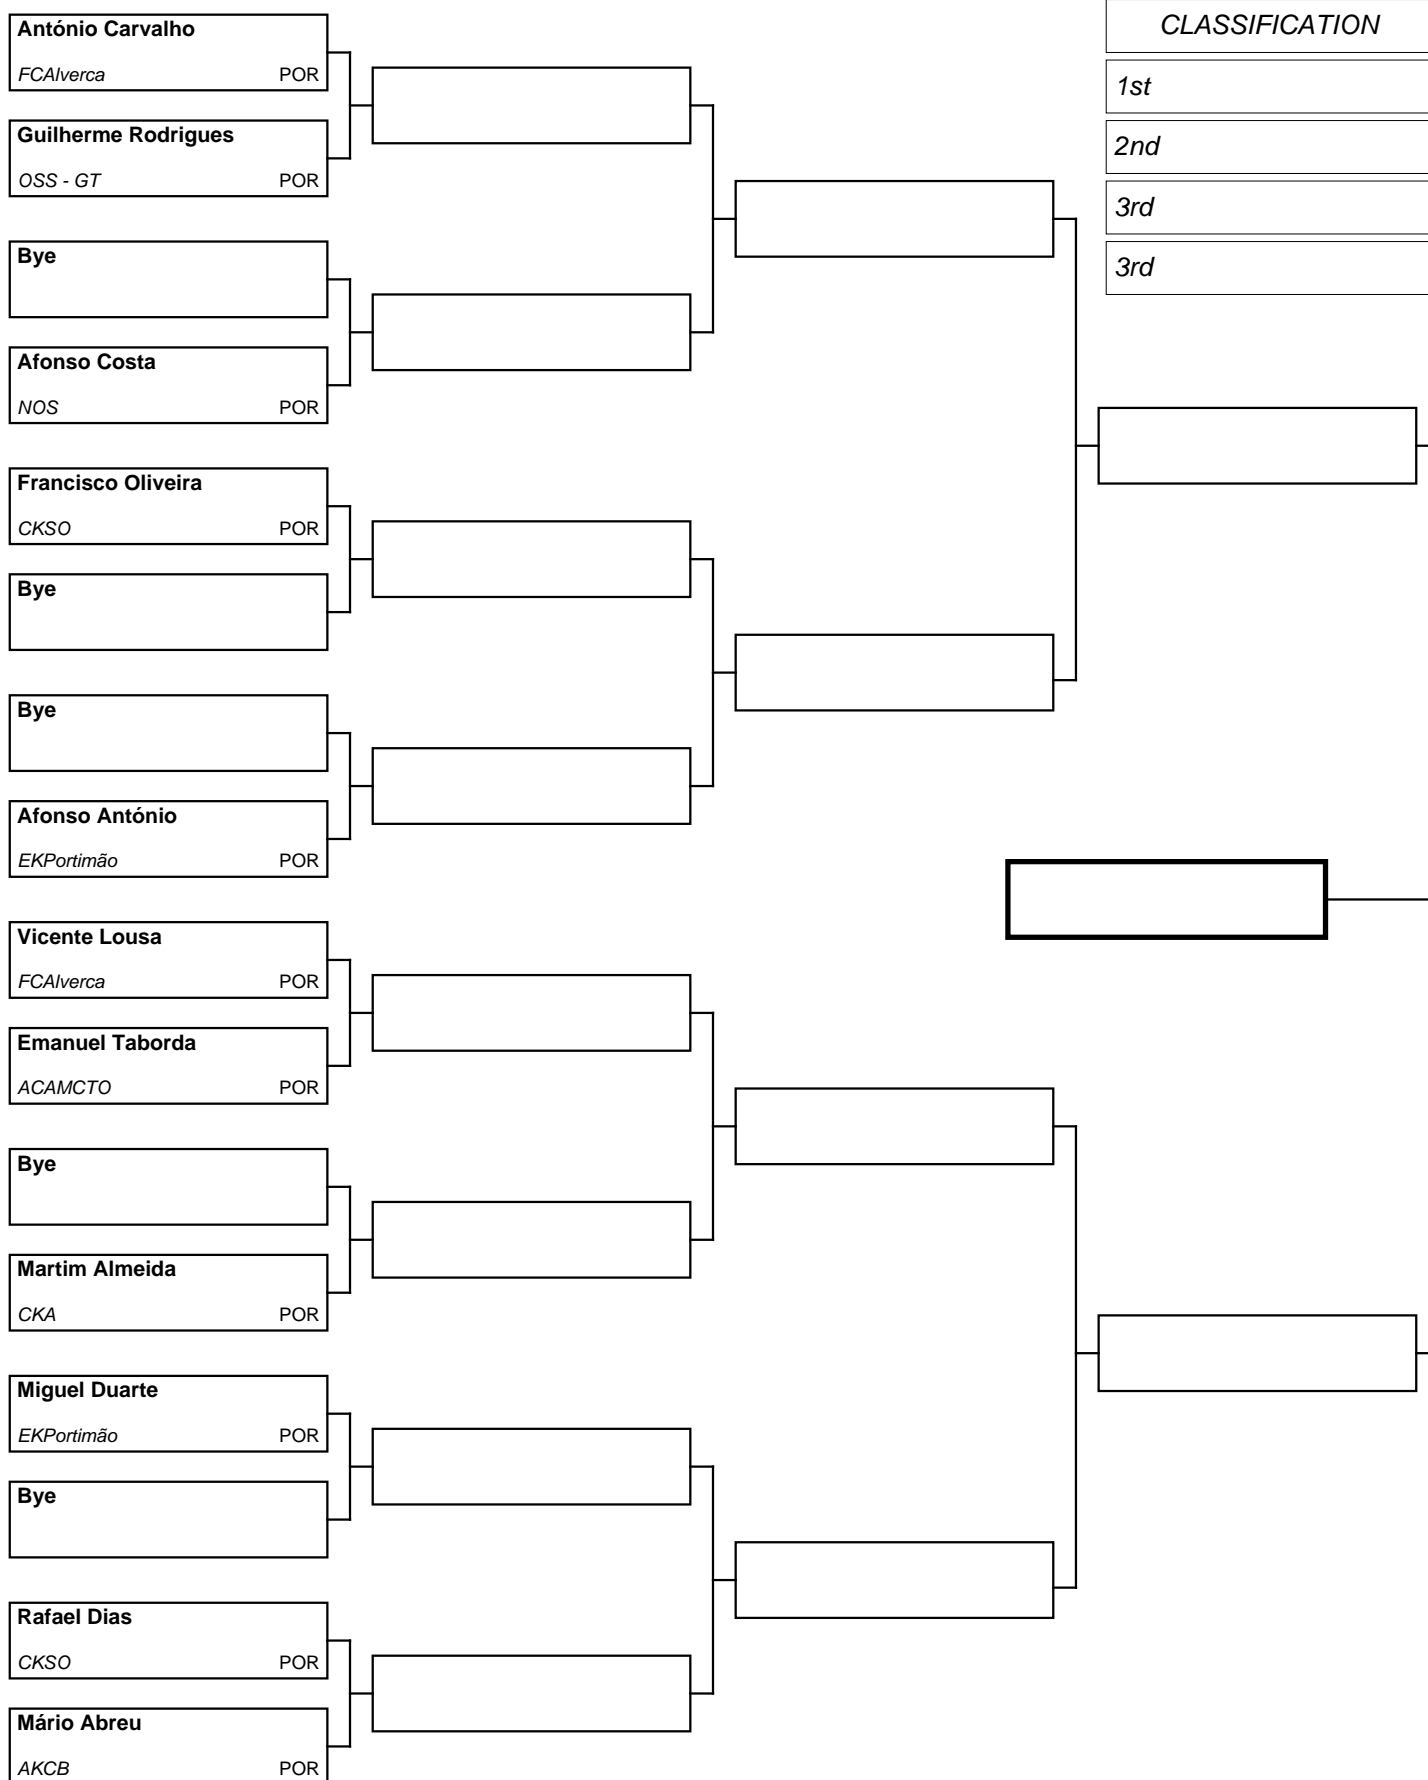 António Carvalho
FCAlverca POR
Guilherme Rodrigues
OSS - GT POR
Bye
Afonso Costa
NOS POR
Francisco Oliveira
CKSO POR
Bye
Bye
Afonso António
EKPortimão POR
Vicente Lousa
FCAlverca POR
Emanuel Taborda
ACAMCTO POR
Bye
Martim Almeida
CKA POR
Miguel Duarte
EKPortimão POR
Bye
Rafael Dias
CKSO POR
Mário Abreu
AKCB POR
CLASSIFICATION
1st
2nd
3rd
3rd